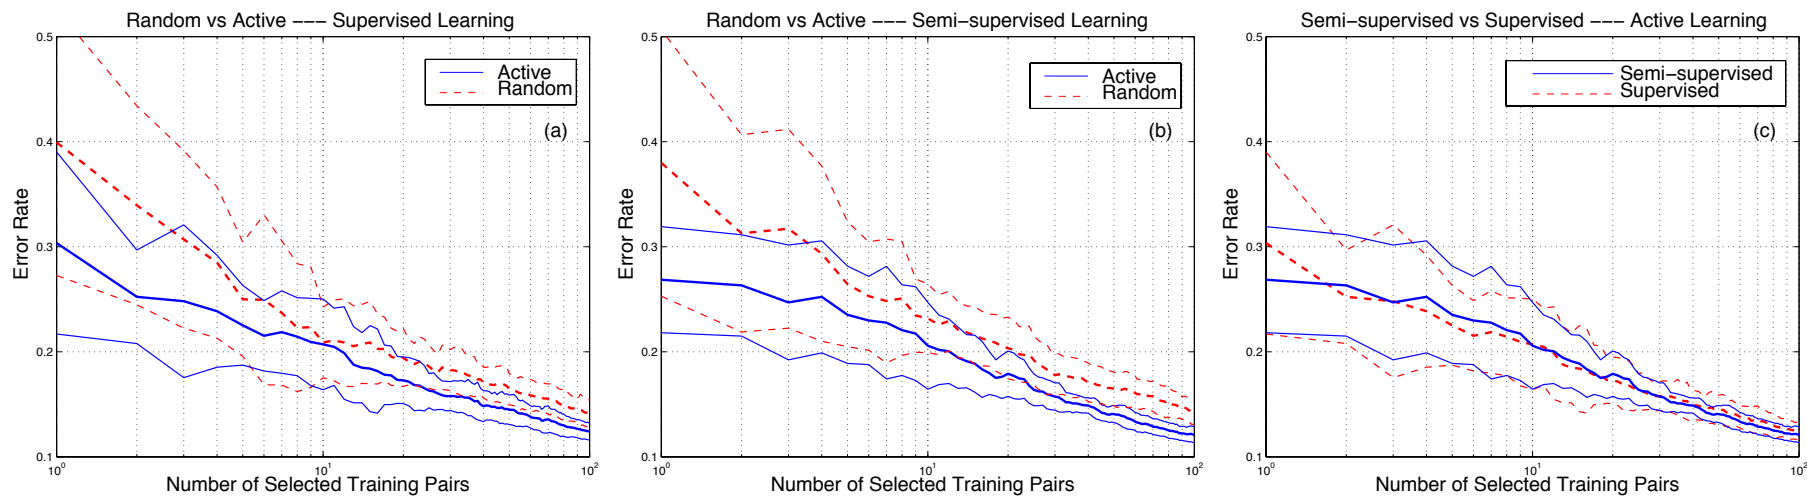 Random vs Active −−− Supervised Learning
0.5
0.4
0.3
0.2
0.1
Error Rate
Active
Random
(a)
10^0
10^1
10^2
Number of Selected Training Pairs
Random vs Active −−− Semi−supervised Learning
0.5
0.4
0.3
0.2
0.1
Error Rate
Active
Random
(b)
10^0
10^1
10^2
Number of Selected Training Pairs
Semi−supervised vs Supervised −−− Active Learning
0.5
0.4
0.3
0.2
0.1
Error Rate
Semi−supervised
Supervised
(c)
10^0
10^1
10^2
Number of Selected Training Pairs